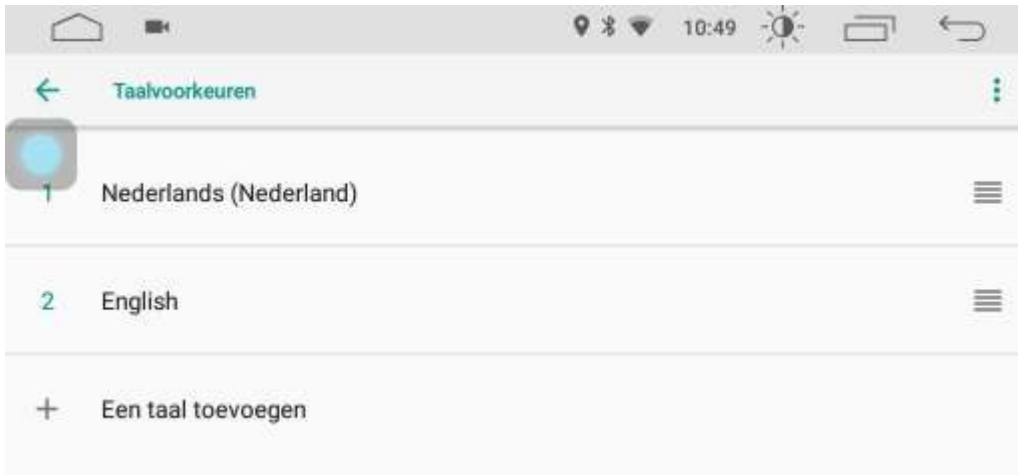 10:49
Taalvoorkeuren
1 Nederlands (Nederland)
2 English
+ Een taal toevoegen